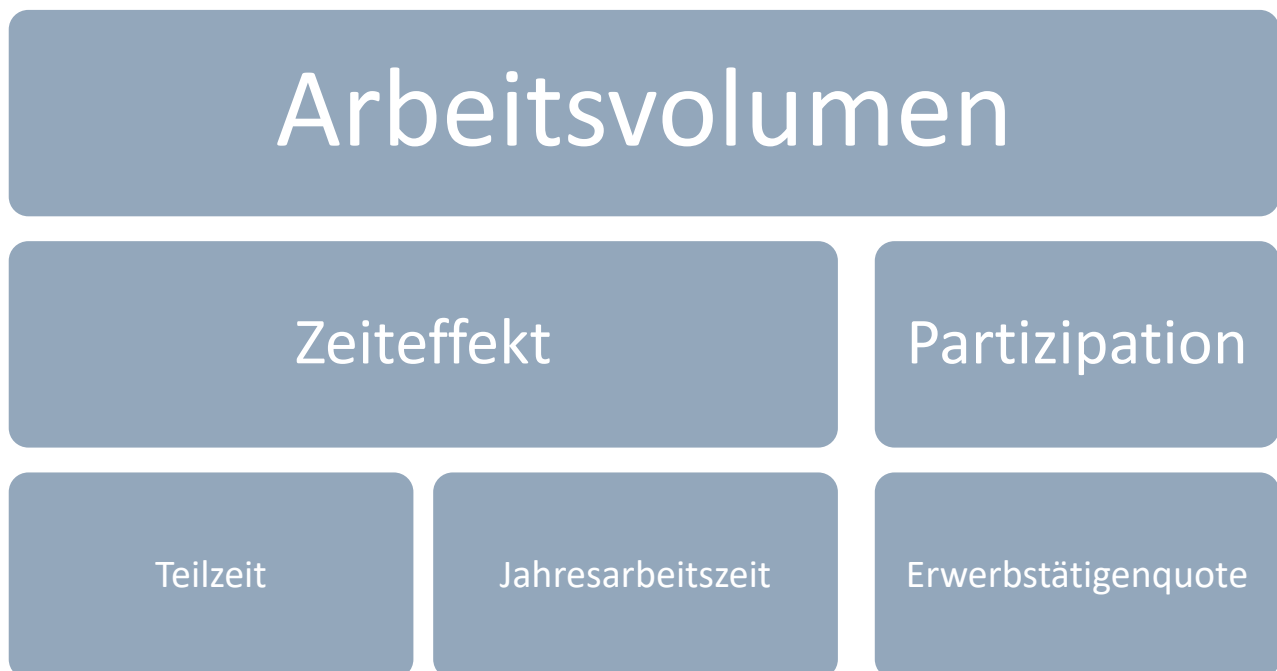 Arbeitsvolumen
Zeiteffekt
Partizipation
Teilzeit
Jahresarbeitszeit
Erwerbstätigenquote